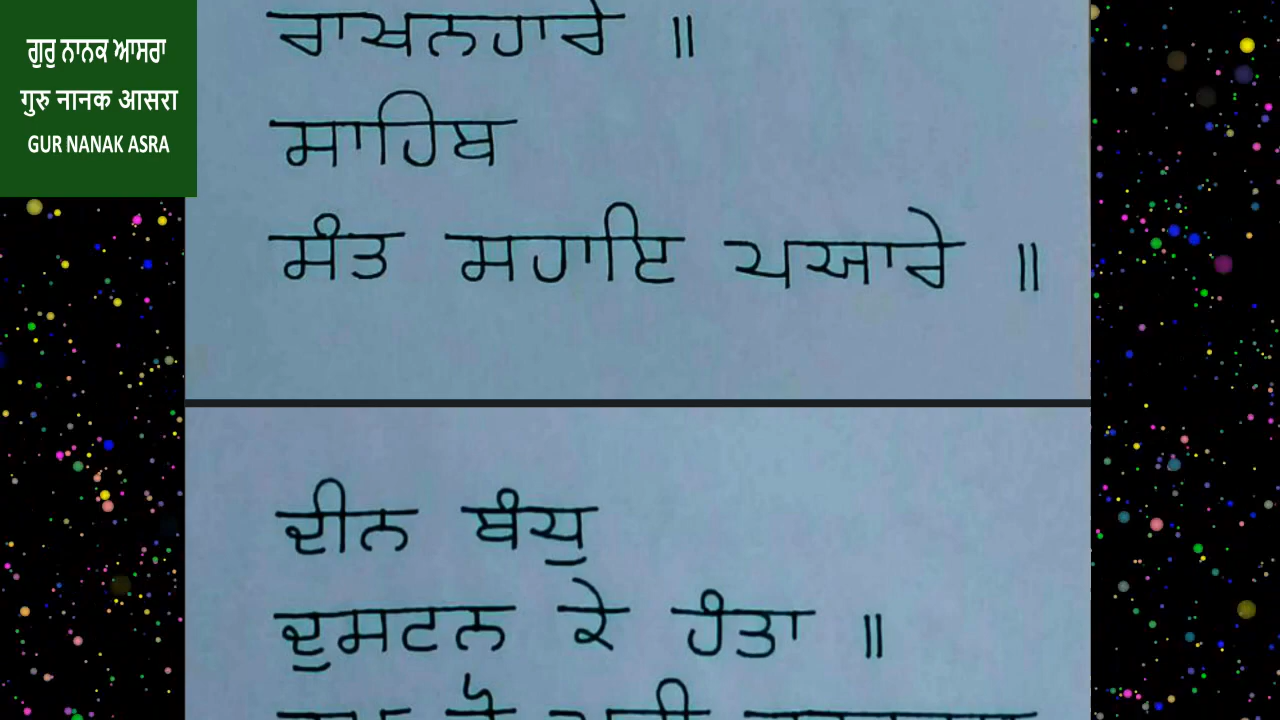 ਗੁਰੁ ਨਾਨਕ ਆਸਰਾ
गुरु नानक आसरा
GUR NANAK ASRA
ਰਾਖਨਹਾਰੇ ॥
ਸਾਹਿਬ
ਸੰਤ ਸਹਾਇ ਪਯਾਰੇ ॥
ਦੀਨ ਬੰਧੁ
ਦੁਸਟਨ ਕੇ ਹੰਤਾ ॥